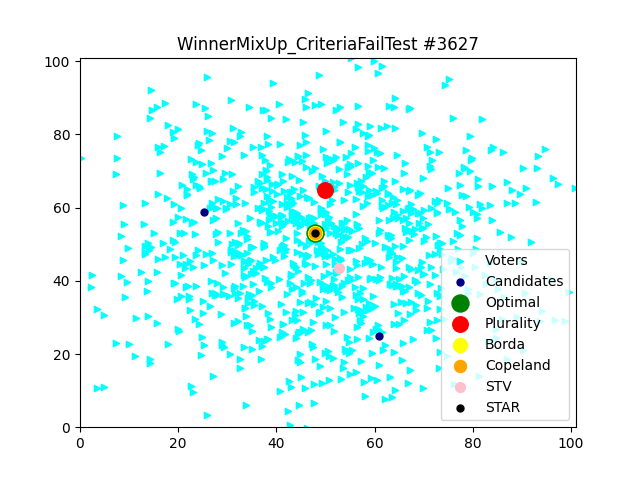 WinnerMixUp_CriteriaFailTest #3627
100
80
60
40
20
0
0
20
40
60
80
100
Voters
Candidates
Optimal
Plurality
Borda
Copeland
STV
STAR